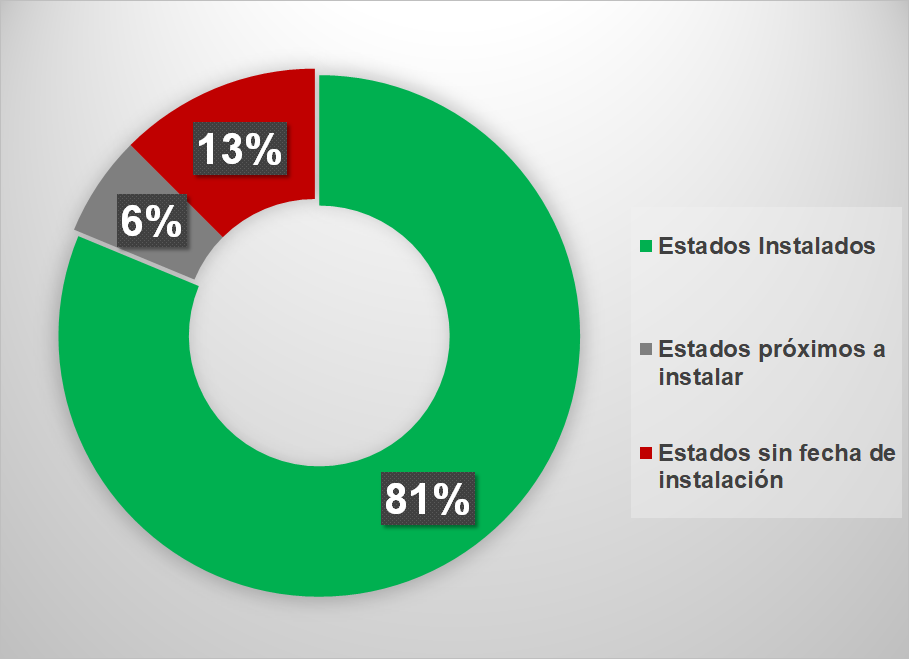 13%
6%
81%
Estados Instalados
Estados próximos a
instalar
Estados sin fecha de
instalación